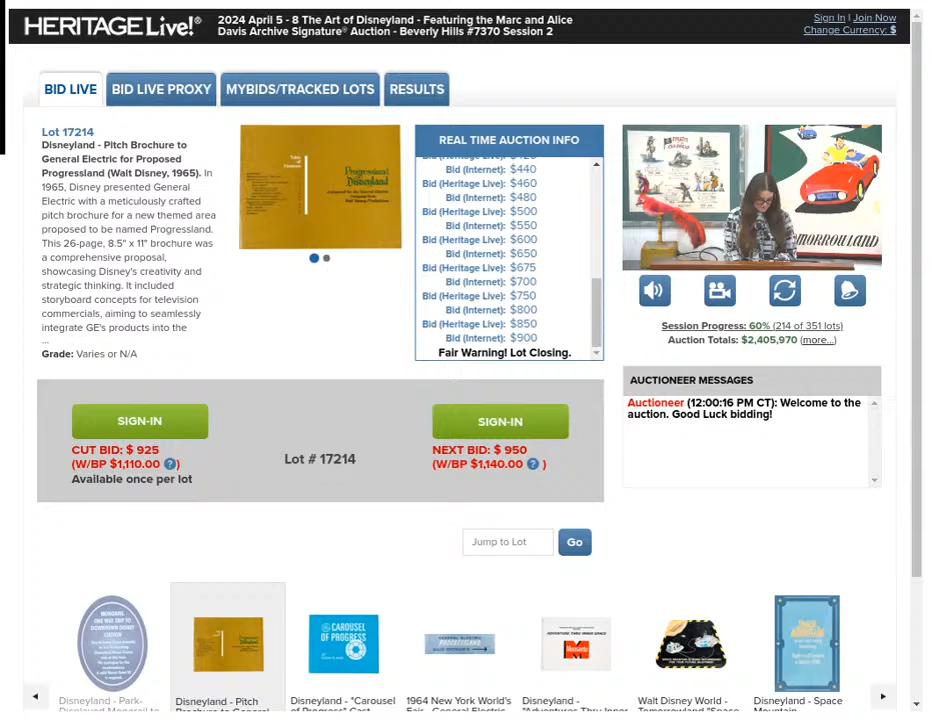 HERITAGE Live!®
2024 April 5 - 8 The Art of Disneyland - Featuring the Marc and Alice
Davis Archive Signature® Auction - Beverly Hills #7370 Session 2
Sign In | Join Now
Change Currency: $
BID LIVE
BID LIVE PROXY
MYBIDS/TRACKED LOTS
RESULTS
Lot 17214
Disneyland - Pitch Brochure to
General Electric for Proposed
Progressland (Walt Disney, 1965). In
1965, Disney presented General
Electric with a meticulously crafted
pitch brochure for a new themed area
proposed to be named Progressland.
This 26-page, 8.5" x 11" brochure was
a comprehensive proposal,
showcasing Disney's creativity and
strategic thinking. It included
storyboard concepts for television
commercials, aiming to seamlessly
integrate GE's products into the
...
Grade: Varies or N/A
Progressland
Disneyland
REAL TIME AUCTION INFO
Bid (Internet): $440
Bid (Heritage Live): $460
Bid (Internet): $480
Bid (Heritage Live): $500
Bid (Internet): $550
Bid (Heritage Live): $600
Bid (Internet): $650
Bid (Heritage Live): $675
Bid (Internet): $700
Bid (Heritage Live): $750
Bid (Internet): $800
Bid (Heritage Live): $850
Bid (Internet): $900
Fair Warning! Lot Closing.
Session Progress: 60% (214 of 351 lots)
Auction Totals: $2,405,970 (more...)
AUCTIONEER MESSAGES
Auctioneer (12:00:16 PM CT): Welcome to the
auction. Good Luck bidding!
SIGN-IN
CUT BID: $ 925
(W/BP $1,110.00 ? )
Available once per lot
Lot # 17214
SIGN-IN
NEXT BID: $ 950
(W/BP $1,140.00 ? )
Jump to Lot
Go
CAROUSEL
OF PROGRESS
ADVENTURE THRU INNER SPACE
Monsanto
Disneyland - Park-
Disneyland - Pitch
Disneyland - "Carousel
1964 New York World's
Disneyland -
Walt Disney World -
Disneyland - Space